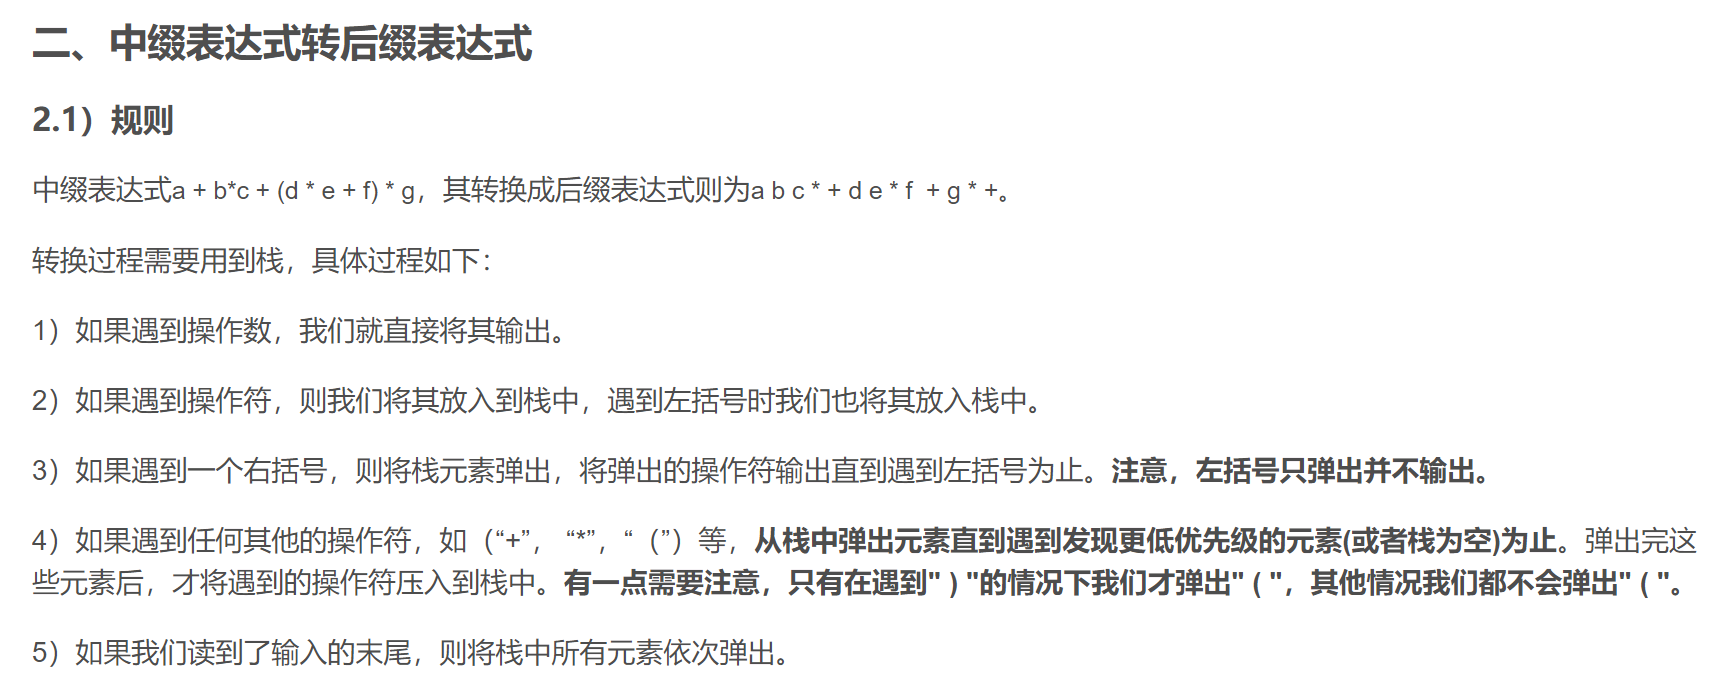 二、中缀表达式转后缀表达式
2.1）规则
中缀表达式a + b*c + (d * e + f) * g，其转换成后缀表达式则为a b c * + d e * f  + g * +。
转换过程需要用到栈，具体过程如下：
1）如果遇到操作数，我们就直接将其输出。
2）如果遇到操作符，则我们将其放入到栈中，遇到左括号时我们也将其放入栈中。
3）如果遇到一个右括号，则将栈元素弹出，将弹出的操作符输出直到遇到左括号为止。注意，左括号只弹出并不输出。
4）如果遇到任何其他的操作符，如（“+”， “*”，“（”）等，从栈中弹出元素直到遇到发现更低优先级的元素(或者栈为空)为止。弹出完这
些元素后，才将遇到的操作符压入到栈中。有一点需要注意，只有在遇到" ) "的情况下我们才弹出" ( "，其他情况我们都不会弹出" ( "。
5）如果我们读到了输入的末尾，则将栈中所有元素依次弹出。